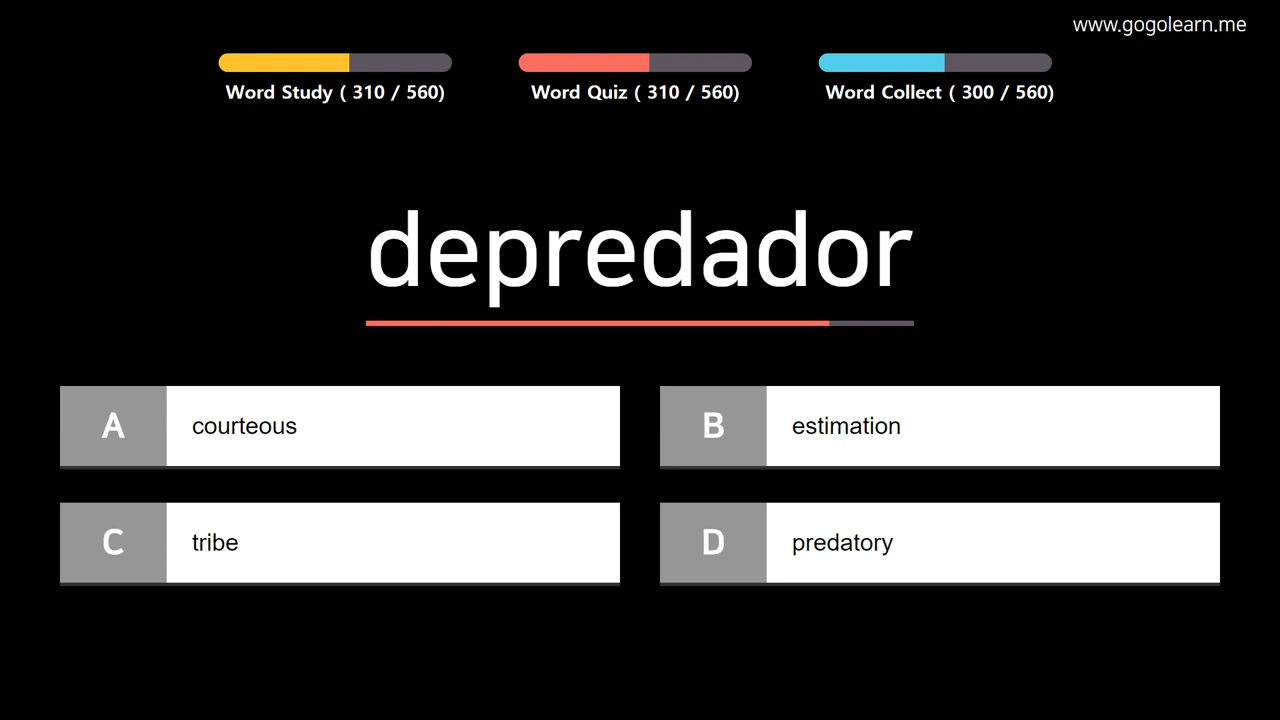 www.gogolearn.me
Word Study ( 310 / 560)
Word Quiz ( 310 / 560)
Word Collect ( 300 / 560)
depredador
A courteous
B estimation
C tribe
D predatory